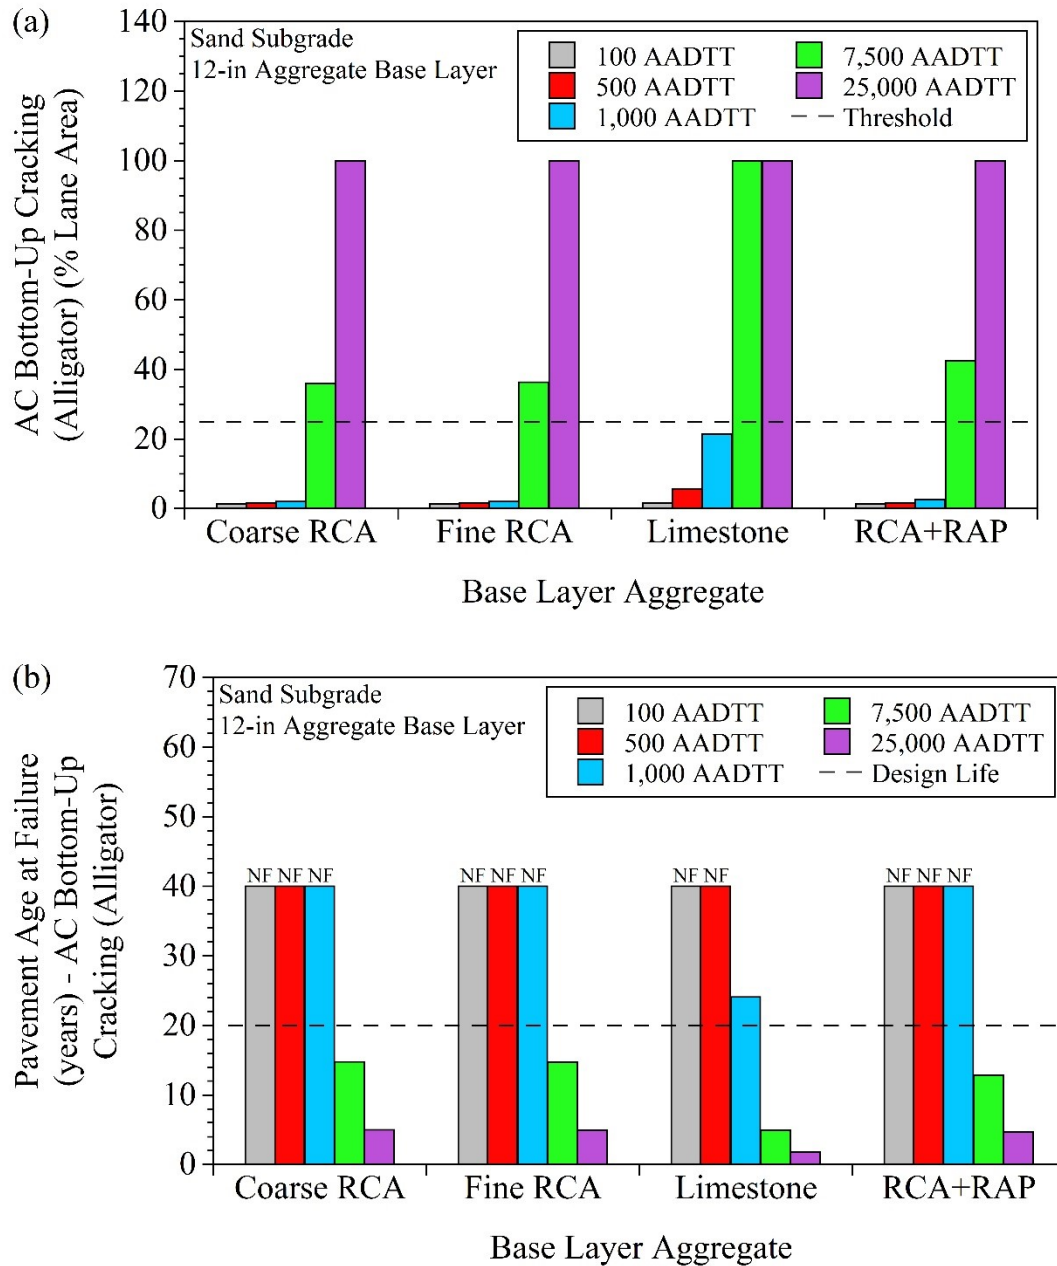 (a)
AC Bottom-Up Cracking
(Alligator) (% Lane Area)
140
120
100
80
60
40
20
0
Sand Subgrade
12-in Aggregate Base Layer
100 AADTT
500 AADTT
1,000 AADTT
7,500 AADTT
25,000 AADTT
Threshold
Coarse RCA
Fine RCA
Limestone
RCA+RAP
Base Layer Aggregate
(b)
Pavement Age at Failure
(years) - AC Bottom-Up
Cracking (Alligator)
70
60
50
40
30
20
10
0
Sand Subgrade
12-in Aggregate Base Layer
100 AADTT
500 AADTT
1,000 AADTT
7,500 AADTT
25,000 AADTT
Design Life
NF NF NF
NF NF NF
NF NF
NF NF NF
Coarse RCA
Fine RCA
Limestone
RCA+RAP
Base Layer Aggregate